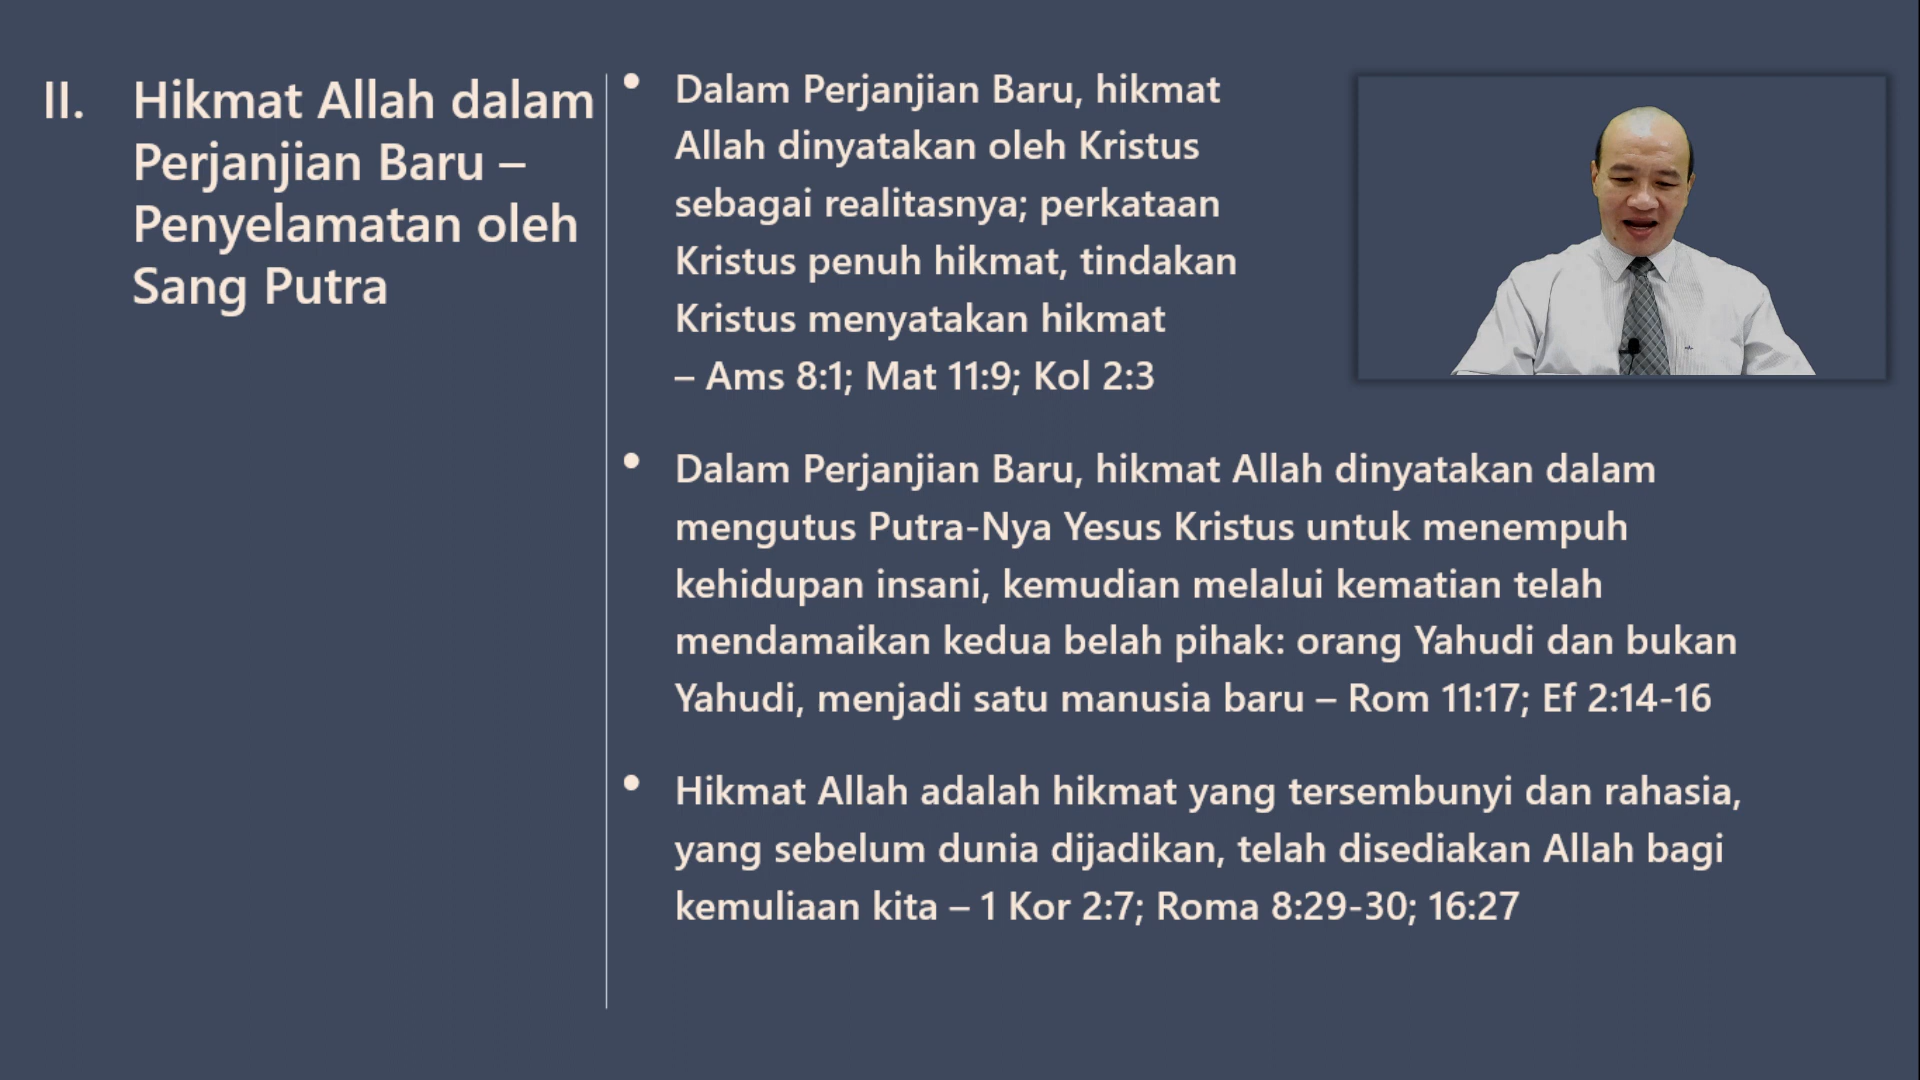 II. Hikmat Allah dalam
Perjanjian Baru –
Penyelamatan oleh
Sang Putra
• Dalam Perjanjian Baru, hikmat
Allah dinyatakan oleh Kristus
sebagai realitasnya; perkataan
Kristus penuh hikmat, tindakan
Kristus menyatakan hikmat
– Ams 8:1; Mat 11:9; Kol 2:3
• Dalam Perjanjian Baru, hikmat Allah dinyatakan dalam
mengutus Putra-Nya Yesus Kristus untuk menempuh
kehidupan insani, kemudian melalui kematian telah
mendamaikan kedua belah pihak: orang Yahudi dan bukan
Yahudi, menjadi satu manusia baru – Rom 11:17; Ef 2:14-16
• Hikmat Allah adalah hikmat yang tersembunyi dan rahasia,
yang sebelum dunia dijadikan, telah disediakan Allah bagi
kemuliaan kita – 1 Kor 2:7; Roma 8:29-30; 16:27